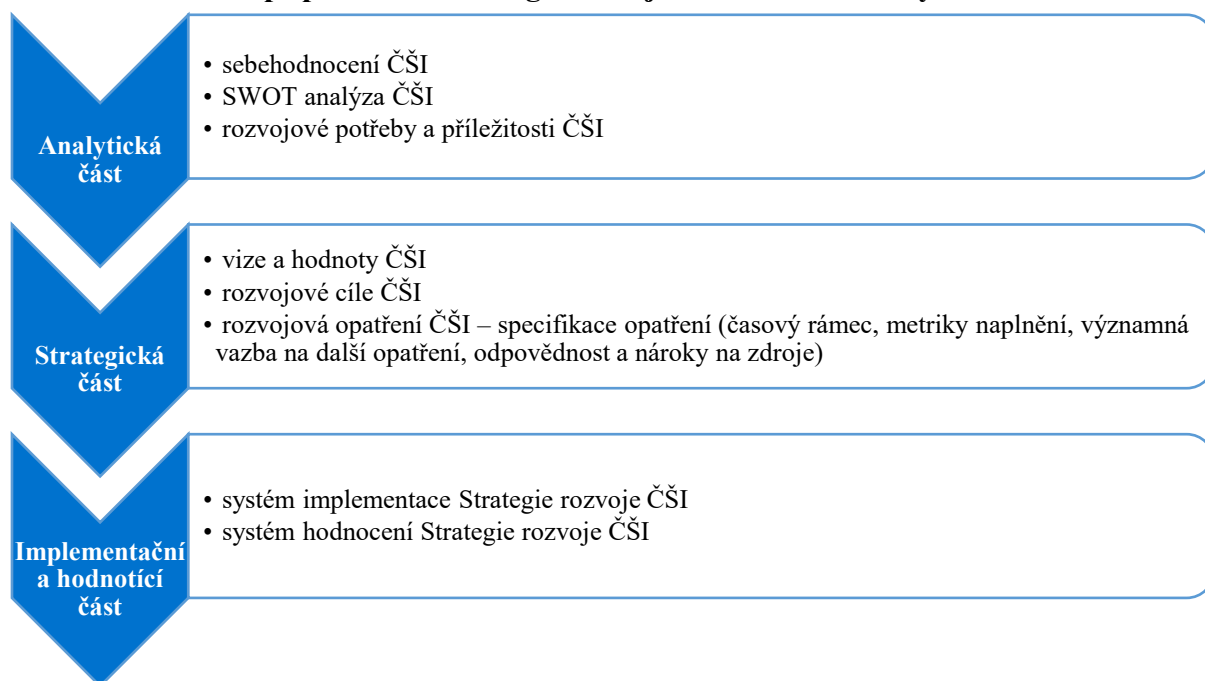 Analytická
část
• sebehodnocení ČŠI
• SWOT analýza ČŠI
• rozvojové potřeby a příležitosti ČŠI
Strategická
část
• vize a hodnoty ČŠI
• rozvojové cíle ČŠI
• rozvojová opatření ČŠI – specifikace opatření (časový rámec, metriky naplnění, významná
vazba na další opatření, odpovědnost a nároky na zdroje)
Implementační
a hodnotící
část
• systém implementace Strategie rozvoje ČŠI
• systém hodnocení Strategie rozvoje ČŠI